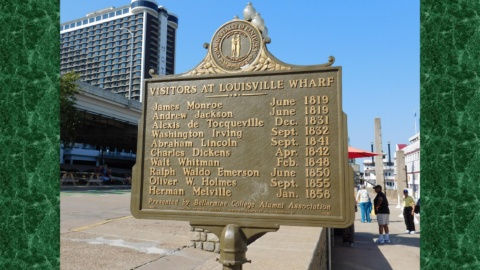 VISITORS AT LOUISVILLE WHARF
James Monroe June 1819
Andrew Jackson June 1819
Alexis de Tocqueville Dec. 1831
Washington Irving Sept. 1832
Abraham Lincoln Sept. 1841
Charles Dickens Apr. 1842
Walt Whitman Feb. 1848
Ralph Waldo Emerson June 1850
Oliver W. Holmes Sept. 1855
Herman Melville Jan. 1858
Presented by Bellarmine College Alumni Association